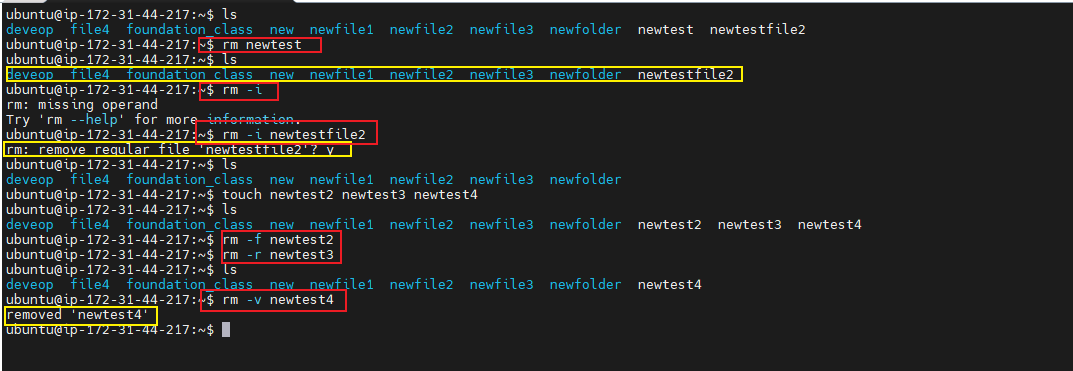 ubuntu@ip-172-31-44-217:~$ ls
deveop  file4  foundation_class  new  newfile1  newfile2  newfile3  newfolder  newtest  newtestfile2
ubuntu@ip-172-31-44-217:~$ rm newtest
ubuntu@ip-172-31-44-217:~$ ls
deveop  file4  foundation_class  new  newfile1  newfile2  newfile3  newfolder  newtestfile2
ubuntu@ip-172-31-44-217:~$ rm -i
rm: missing operand
Try 'rm --help' for more information.
ubuntu@ip-172-31-44-217:~$ rm -i newtestfile2
rm: remove regular file 'newtestfile2'? y
ubuntu@ip-172-31-44-217:~$ ls
deveop  file4  foundation_class  new  newfile1  newfile2  newfile3  newfolder
ubuntu@ip-172-31-44-217:~$ touch newtest2 newtest3 newtest4
ubuntu@ip-172-31-44-217:~$ ls
deveop  file4  foundation_class  new  newfile1  newfile2  newfile3  newfolder  newtest2  newtest3  newtest4
ubuntu@ip-172-31-44-217:~$ rm -f newtest2
ubuntu@ip-172-31-44-217:~$ rm -r newtest3
ubuntu@ip-172-31-44-217:~$ ls
deveop  file4  foundation_class  new  newfile1  newfile2  newfile3  newfolder  newtest4
ubuntu@ip-172-31-44-217:~$ rm -v newtest4
removed 'newtest4'
ubuntu@ip-172-31-44-217:~$